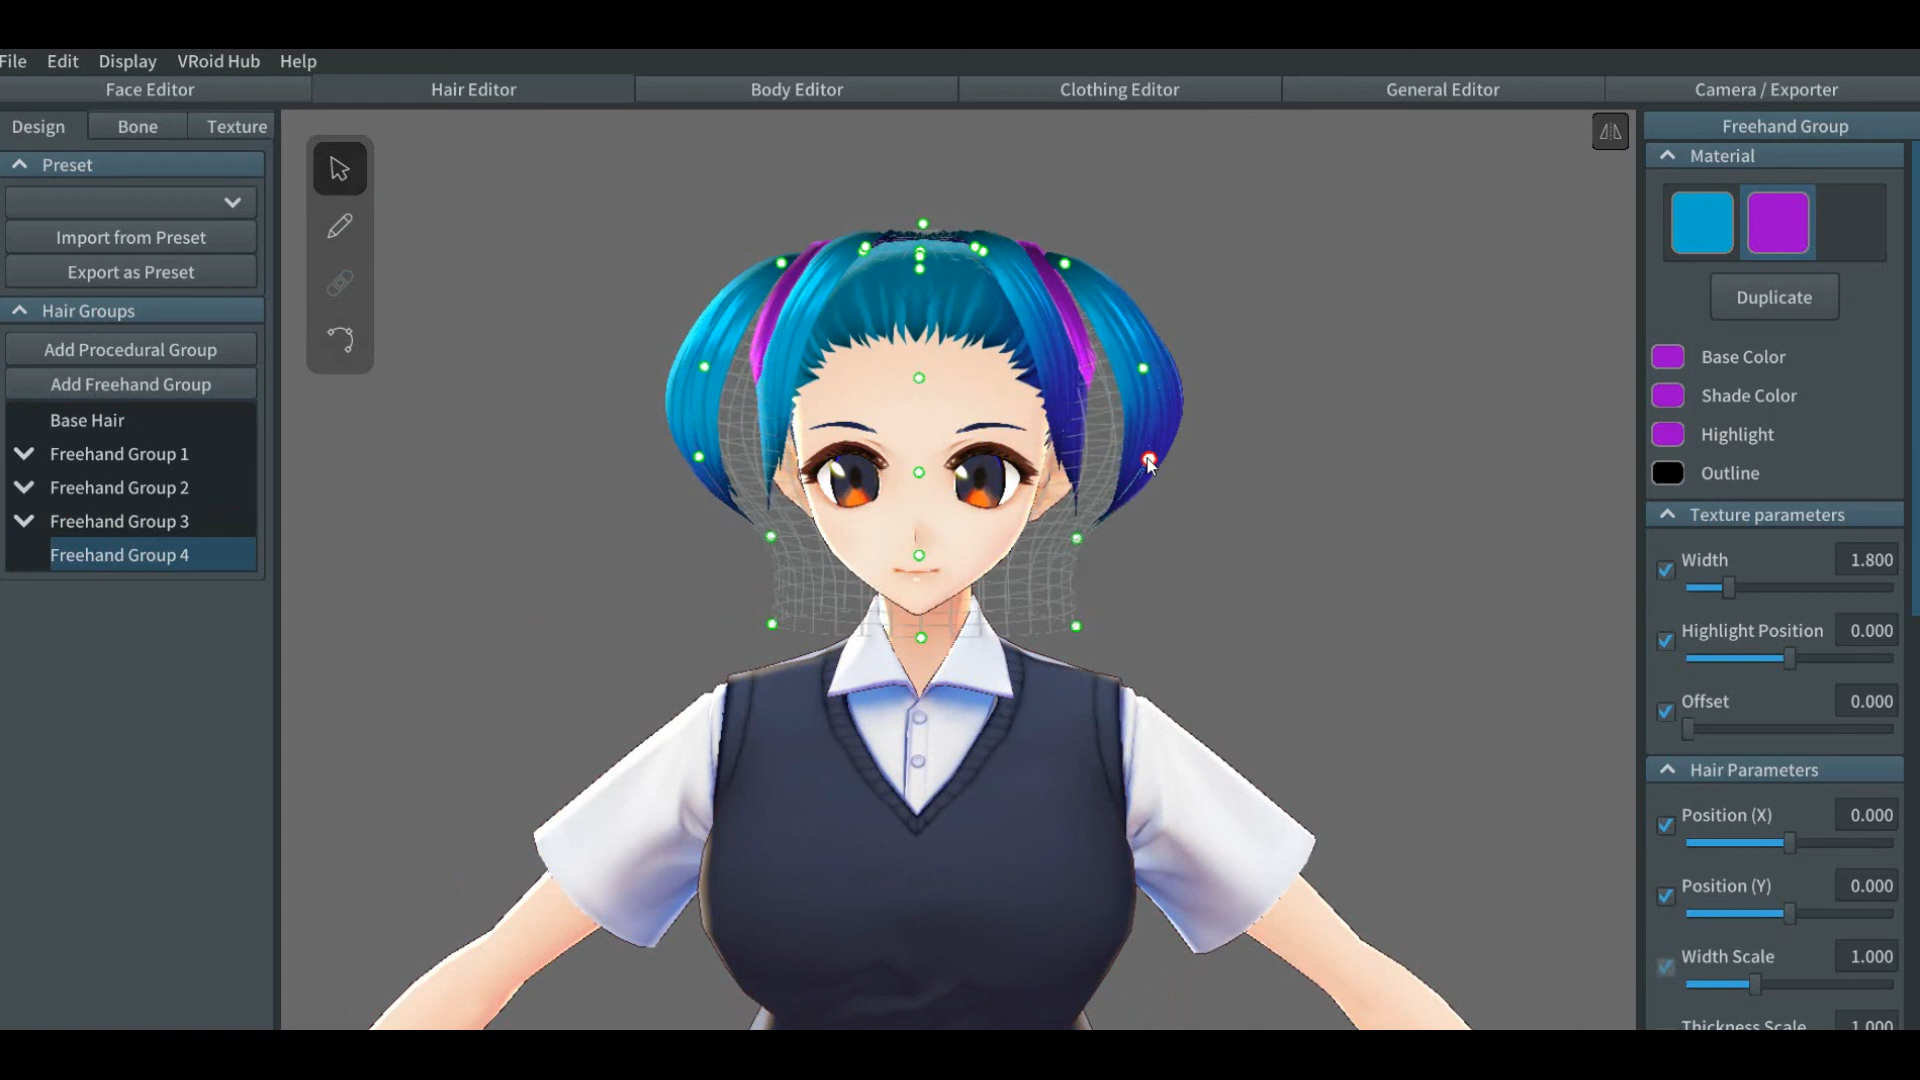 File Edit Display VRoid Hub Help
Face Editor Hair Editor Body Editor Clothing Editor General Editor Camera / Exporter
Design Bone Texture
Preset
Import from Preset
Export as Preset
Hair Groups
Add Procedural Group
Add Freehand Group
Base Hair
Freehand Group 1
Freehand Group 2
Freehand Group 3
Freehand Group 4
Freehand Group
Material
Duplicate
Base Color
Shade Color
Highlight
Outline
Texture parameters
Width 1.800
Highlight Position 0.000
Offset 0.000
Hair Parameters
Position (X) 0.000
Position (Y) 0.000
Width Scale 1.000
Thickness Scale 1.000